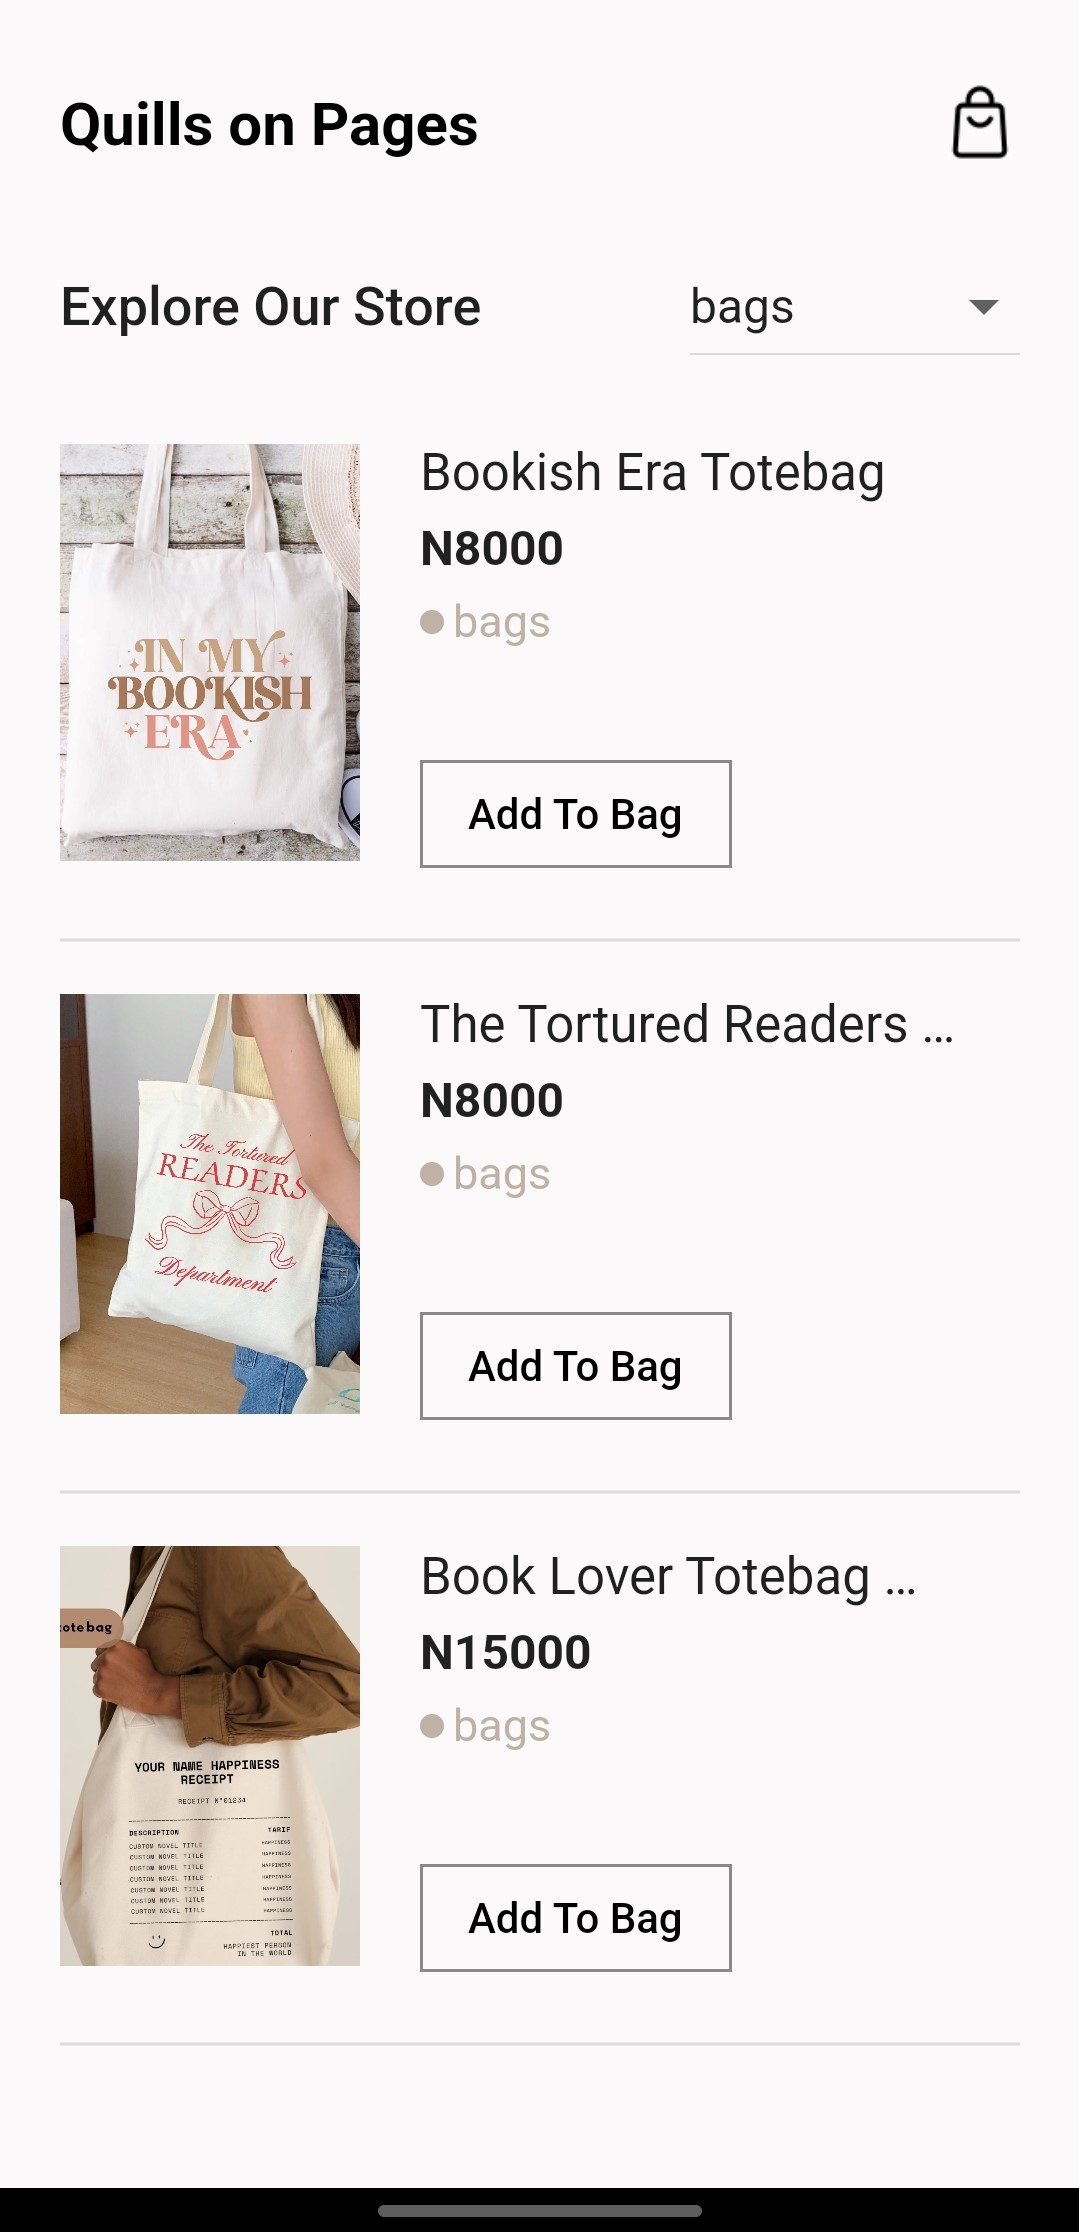 Quills on Pages
Explore Our Store
bags
IN MY
BOOKISH
ERA
Bookish Era Totebag
N8000
bags
Add To Bag
The Tortured
READERS
Department
The Tortured Readers ...
N8000
bags
Add To Bag
tote bag
YOUR NAME HAPPINESS
RECEIPT
RECEIPT N°01234
DESCRIPTION TARIF
CUSTOM NOVEL TITLE HAPPINESS
CUSTOM NOVEL TITLE HAPPINESS
CUSTOM NOVEL TITLE HAPPINESS
CUSTOM NOVEL TITLE HAPPINESS
CUSTOM NOVEL TITLE HAPPINESS
CUSTOM NOVEL TITLE HAPPINESS
CUSTOM NOVEL TITLE HAPPINESS
TOTAL
HAPPIEST PERSON
IN THE WORLD
Book Lover Totebag ...
N15000
bags
Add To Bag